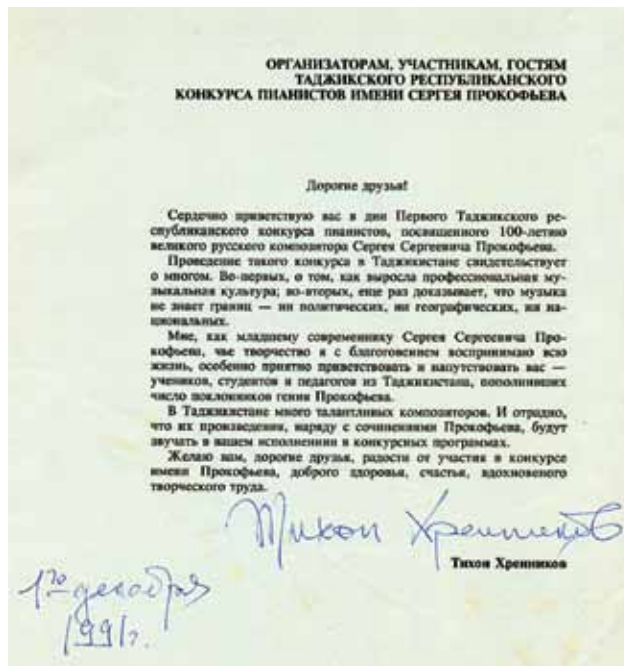 ОРГАНИЗАТОРАМ, УЧАСТНИКАМ, ГОСТЯМ
ТАДЖИКСКОГО РЕСПУБЛИКАНСКОГО
КОНКУРСА ПИАНИСТОВ ИМЕНИ СЕРГЕЯ ПРОКОФЬЕВА
Дорогие друзья!
Сердечно приветствую вас в дни Первого Таджикского ре-
спубликанского конкурса пианистов, посвященного 100-летию
великого русского композитора Сергея Сергеевича Прокофьева.
Проведение такого конкурса в Таджикистане свидетельствует
о многом. Во-первых, о том, как выросла профессиональная му-
зыкальная культура; во-вторых, еще раз доказывает, что музыка
не знает границ — ни политических, ни географических, ни на-
циональных.
Мне, как младшему современнику Сергея Сергеевича Про-
кофьева, чье творчество я с благоговением воспринимаю всю
жизнь, особенно приятно приветствовать и напутствовать вас —
учеников, студентов и педагогов из Таджикистана, пополнивших
число поклонников гения Прокофьева.
В Таджикистане много талантливых композиторов. И отрадно,
что их произведения, наряду с сочинениями Прокофьева, будут
звучать в вашем исполнении в конкурсных программах.
Желаю вам, дорогие друзья, радости от участия в конкурсе
имени Прокофьева, доброго здоровья, счастья, вдохновенного
творческого труда.
Тихон Хренников
Тихон Хренников
1го декабря
1991г.